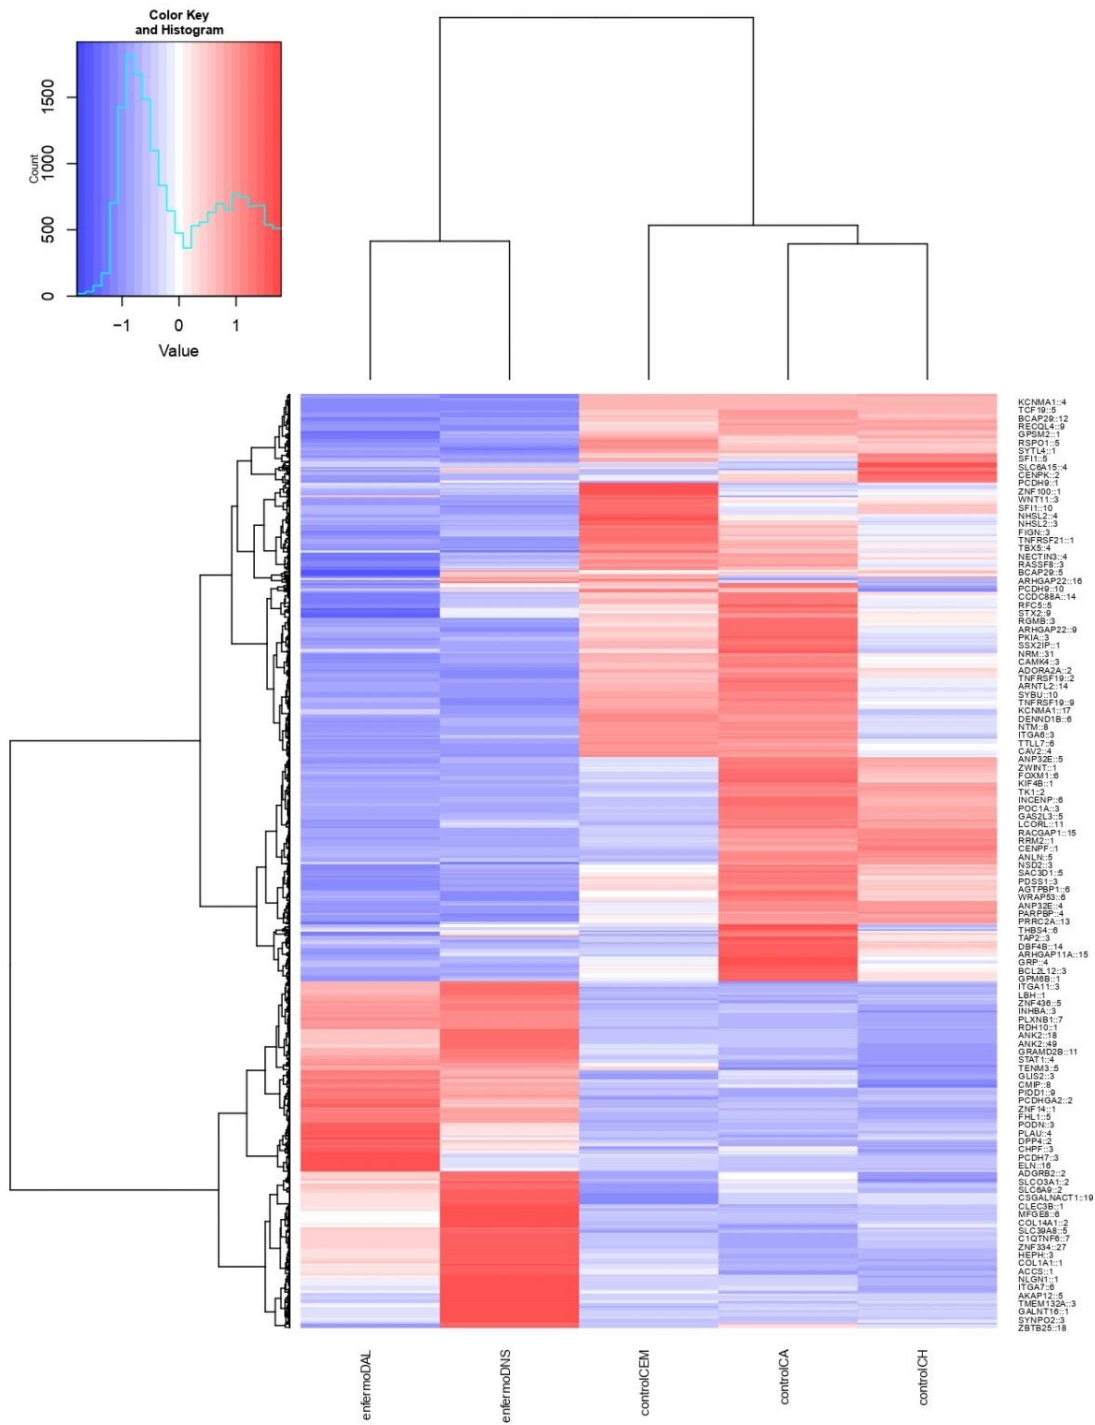 Color Key
and Histogram
Count
0
500
1000
1500
−1
0
1
Value
KCNMA1::4
TCF19::5
BCAP29::12
RECQL4::9
GPSM2::1
RSPO1::5
SYTL4::1
SFI1::5
SLC6A15::4
CENPK::2
PCDH9::1
ZNF100::1
WNT11::3
SFI1::10
NHSL2::4
NHSL2::3
FIGN::3
TNFRSF21::1
TBX5::4
NECTIN3::4
RASSF8::3
BCAP29::5
ARHGAP22::16
PCDH9::10
CCDC88A::14
RFC5::5
STX2::9
RGMB::3
ARHGAP22::9
PKIA::3
SSX2IP::1
NRM::31
CAMK4::3
ADORA2A::2
TNFRSF19::2
ARNTL2::14
SYBU::10
TNFRSF19::9
KCNMA1::17
DENND1B::6
NTM::8
ITGA6::3
TTLL7::6
CAV2::4
ANP32E::5
ZWINT::1
FOXM1::6
KIF4B::1
TK1::2
INCENP::6
POC1A::3
GAS2L3::5
LCORL::11
RACGAP1::15
RRM2::1
CENPF::1
ANLN::5
NSD2::3
SAC3D1::5
PDSS1::3
AGTPBP1::6
WRAP53::6
ANP32E::4
PARPBP::4
PRRC2A::13
THBS4::6
TAP2::3
DBF4B::14
ARHGAP11A::15
GRP::4
BCL2L12::3
GPM6B::1
ITGA11::3
LBH::1
ZNF436::5
INHBA::3
PLXNB1::7
RDH10::1
ANK2::18
ANK2::49
GRAMD2B::11
STAT1::4
TENM3::5
GLIS2::3
CMIP::8
PIDD1::9
PCDHGA2::2
ZNF14::1
FHL1::5
PODN::3
PLAU::4
DPP4::2
CHPF::3
PCDH7::3
ELN::16
ADGRB2::2
SLCO3A1::2
SLC6A9::2
CSGALNACT1::19
CLEC3B::1
MFGE8::6
COL14A1::2
SLC39A8::5
C1QTNF6::7
ZNF334::27
HEPH::3
COL1A1::1
ACCS::1
NLGN1::1
ITGA7::6
AKAP12::5
TMEM132A::3
GALNT16::1
SYNPO2::3
ZBTB25::18
enfermoDAL
enfermoDNS
controlCEM
controlCA
controlCH